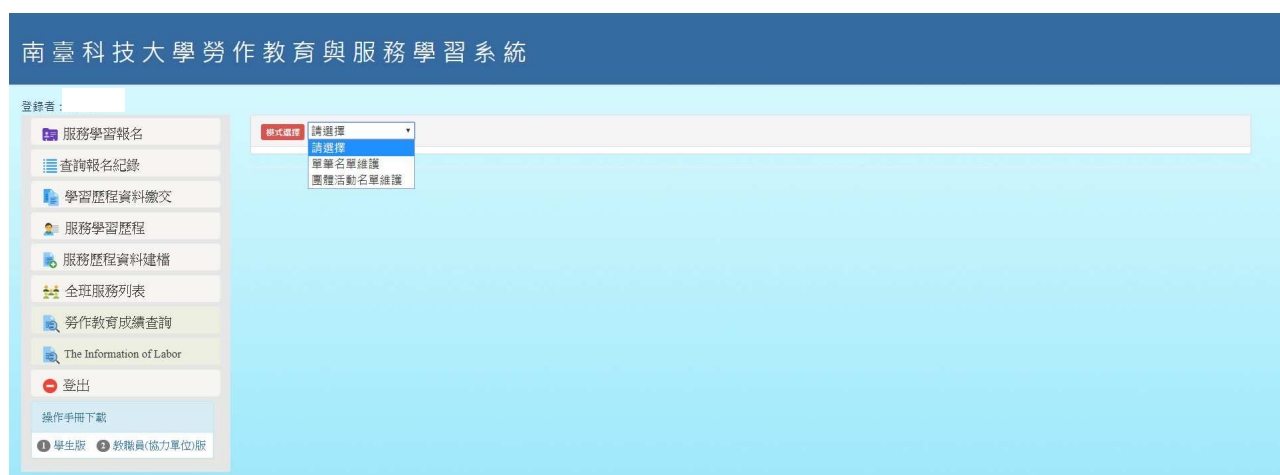 南臺科技大學勞作教育與服務學習系統
登錄者：
服務學習報名
模式選擇 請選擇
請選擇
查詢報名紀錄
單筆名單維護
團體活動名單維護
學習歷程資料繳交
服務學習歷程
服務歷程資料建檔
全班服務列表
勞作教育成績查詢
The Information of Labor
登出
操作手冊下載
1 學生版 2 教職員(協力單位)版